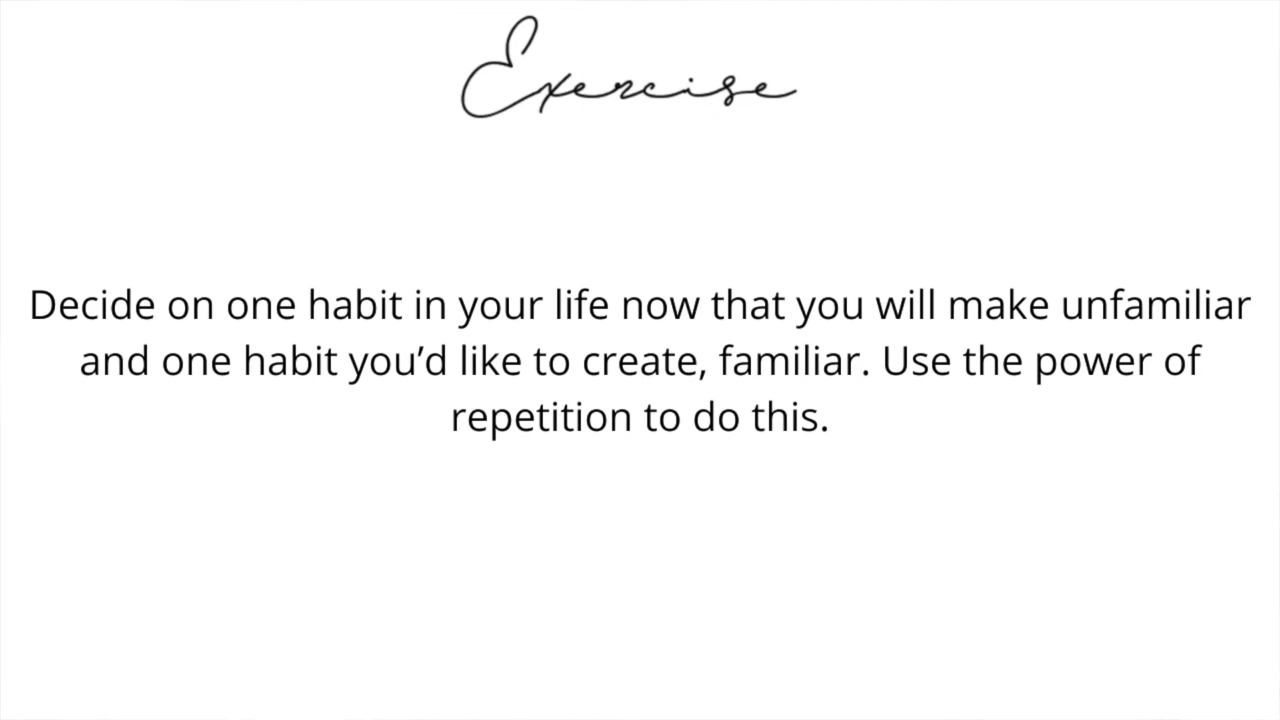 Exercise
Decide on one habit in your life now that you will make unfamiliar
and one habit you’d like to create, familiar. Use the power of
repetition to do this.